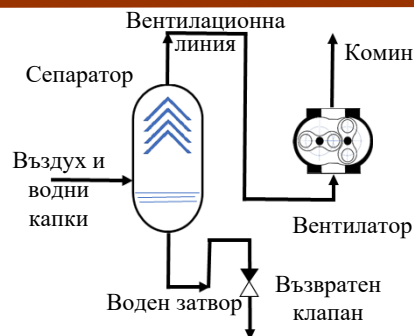 Вентилационна
линия
Комин
Сепаратор
Въздух и
водни
капки
Вентилатор
Воден затвор
Възвратен
клапан